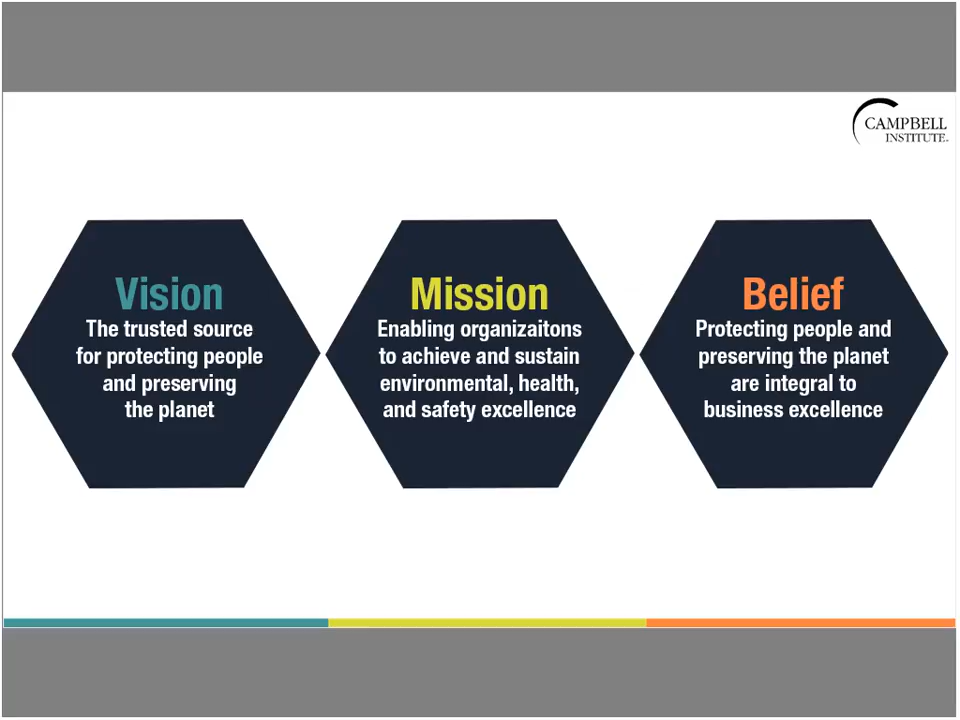 CAMPBELL
INSTITUTE
Vision
The trusted source
for protecting people
and preserving
the planet
Mission
Enabling organizaitons
to achieve and sustain
environmental, health,
and safety excellence
Belief
Protecting people and
preserving the planet
are integral to
business excellence